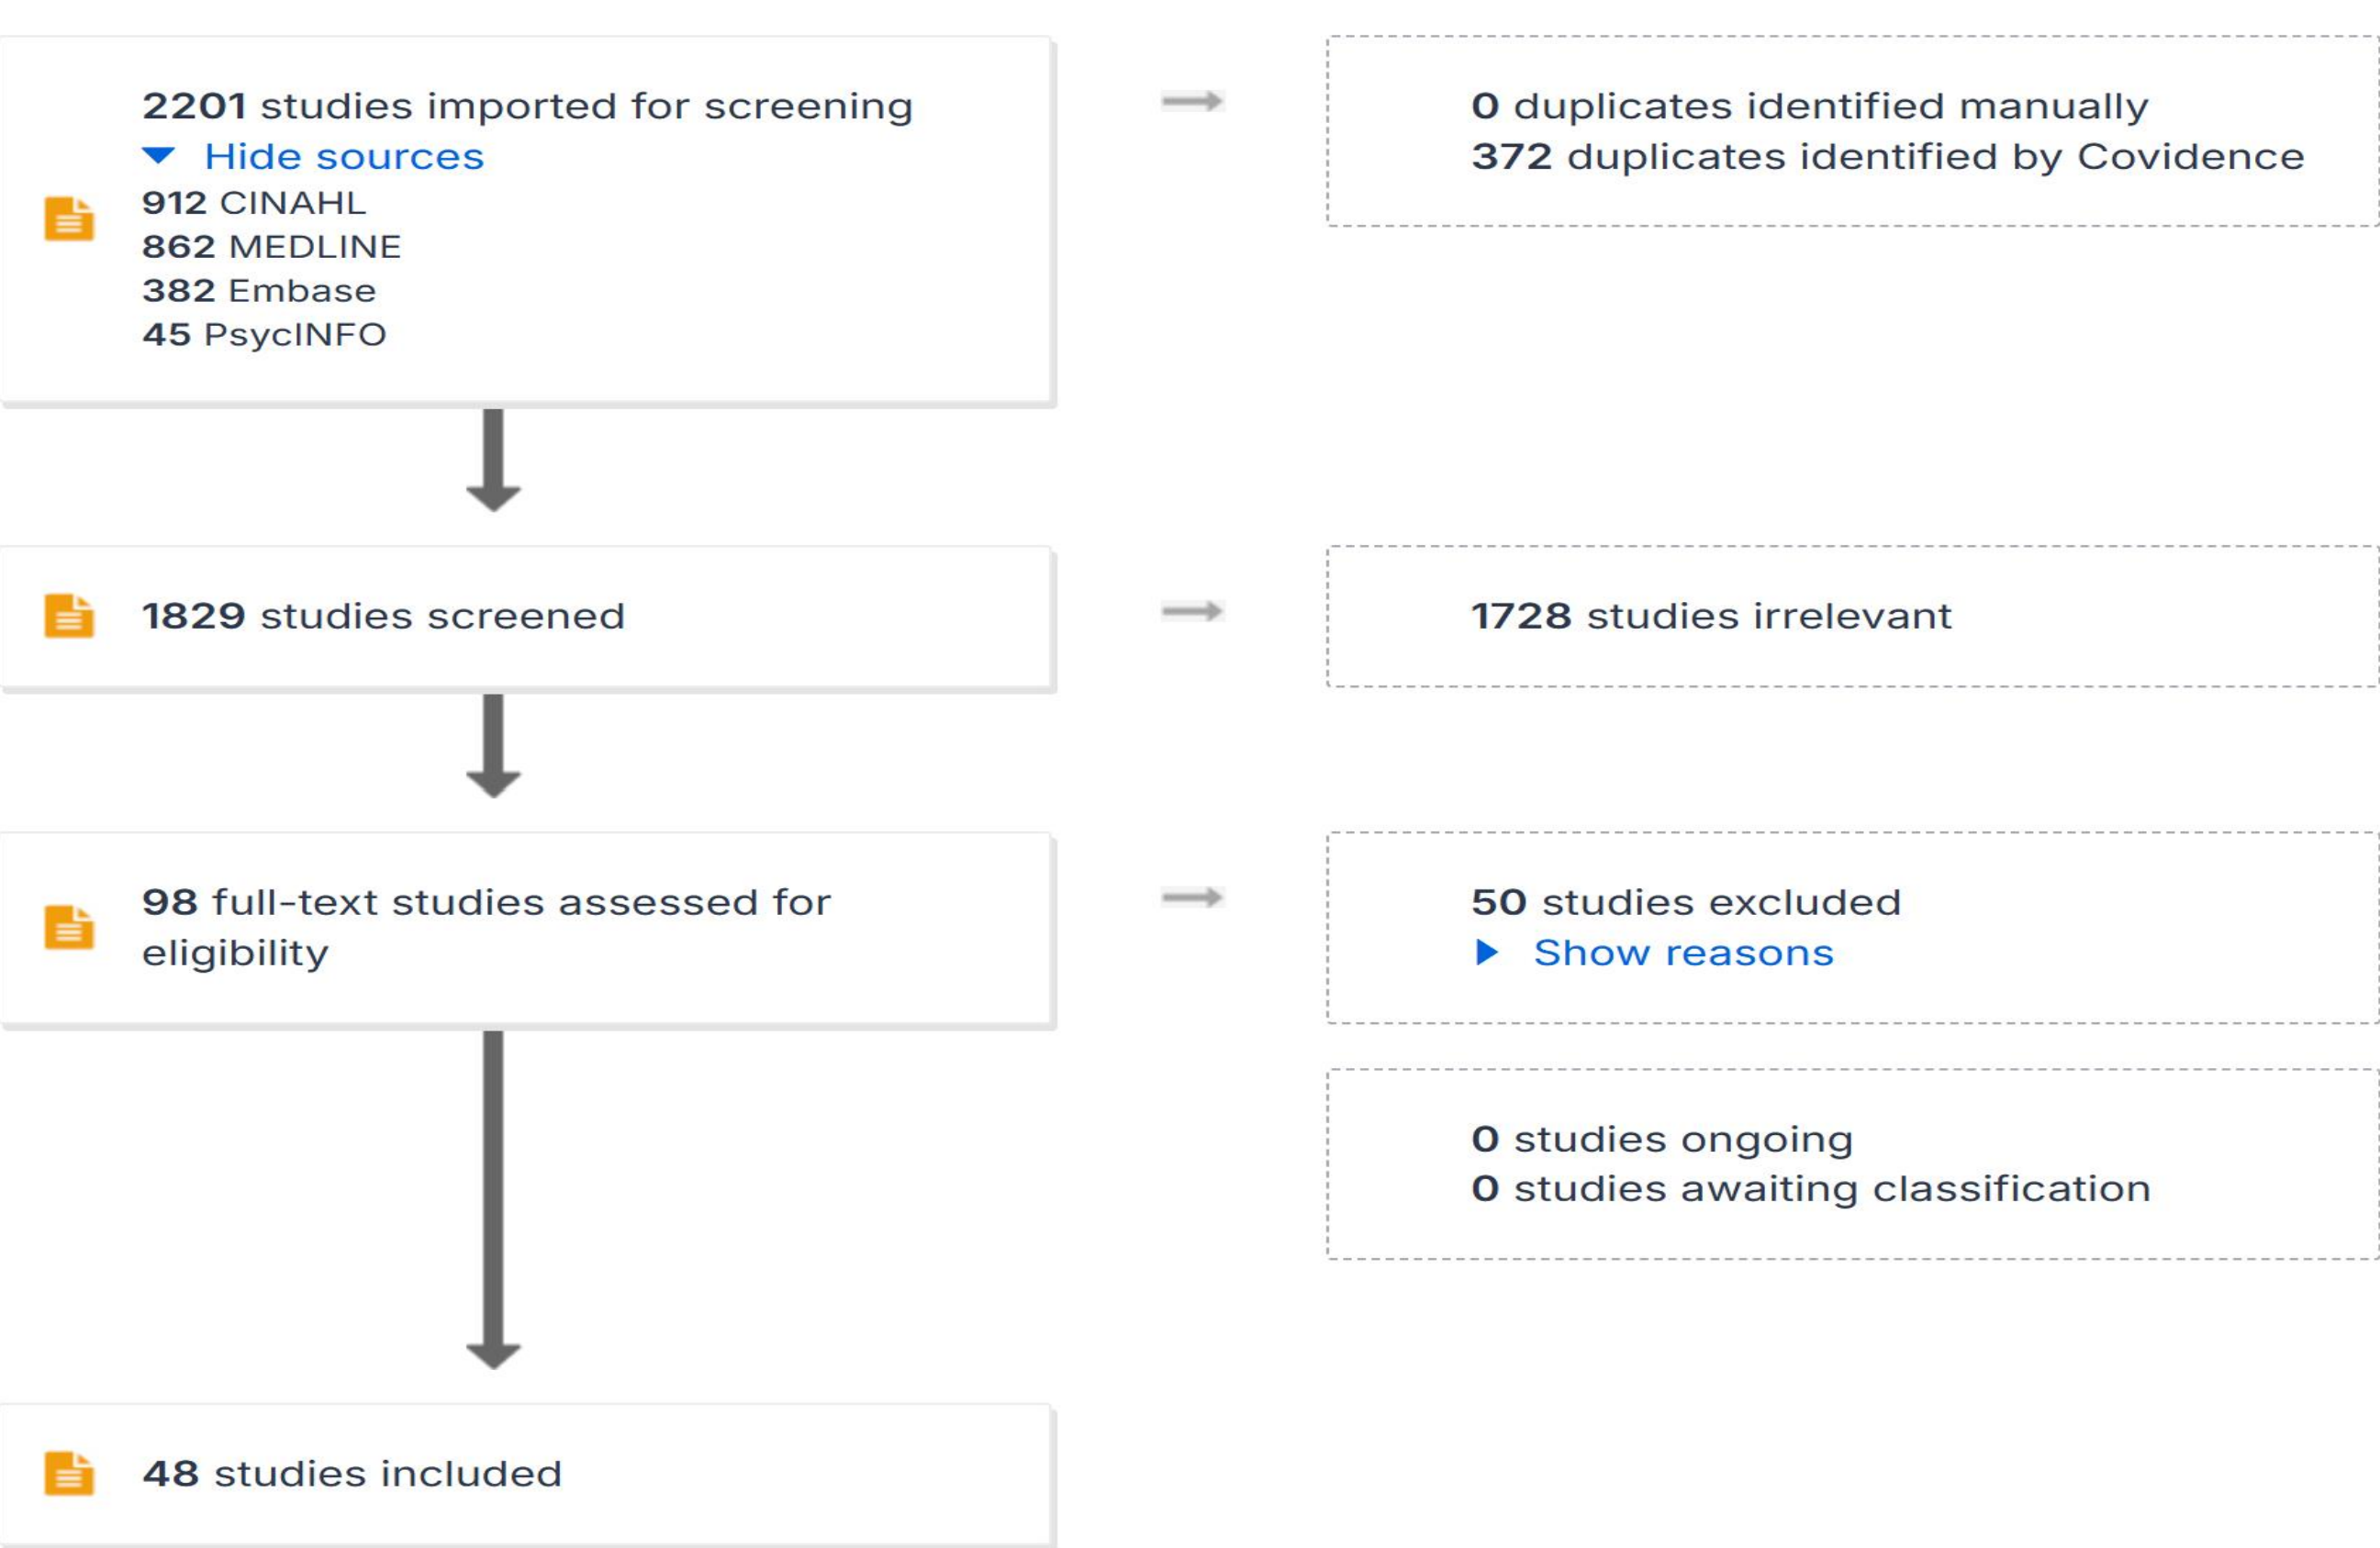 2201 studies imported for screening
Hide sources
912 CINAHL
862 MEDLINE
382 Embase
45 PsycINFO
0 duplicates identified manually
372 duplicates identified by Covidence
1829 studies screened
1728 studies irrelevant
98 full-text studies assessed for
eligibility
50 studies excluded
Show reasons
0 studies ongoing
0 studies awaiting classification
48 studies included